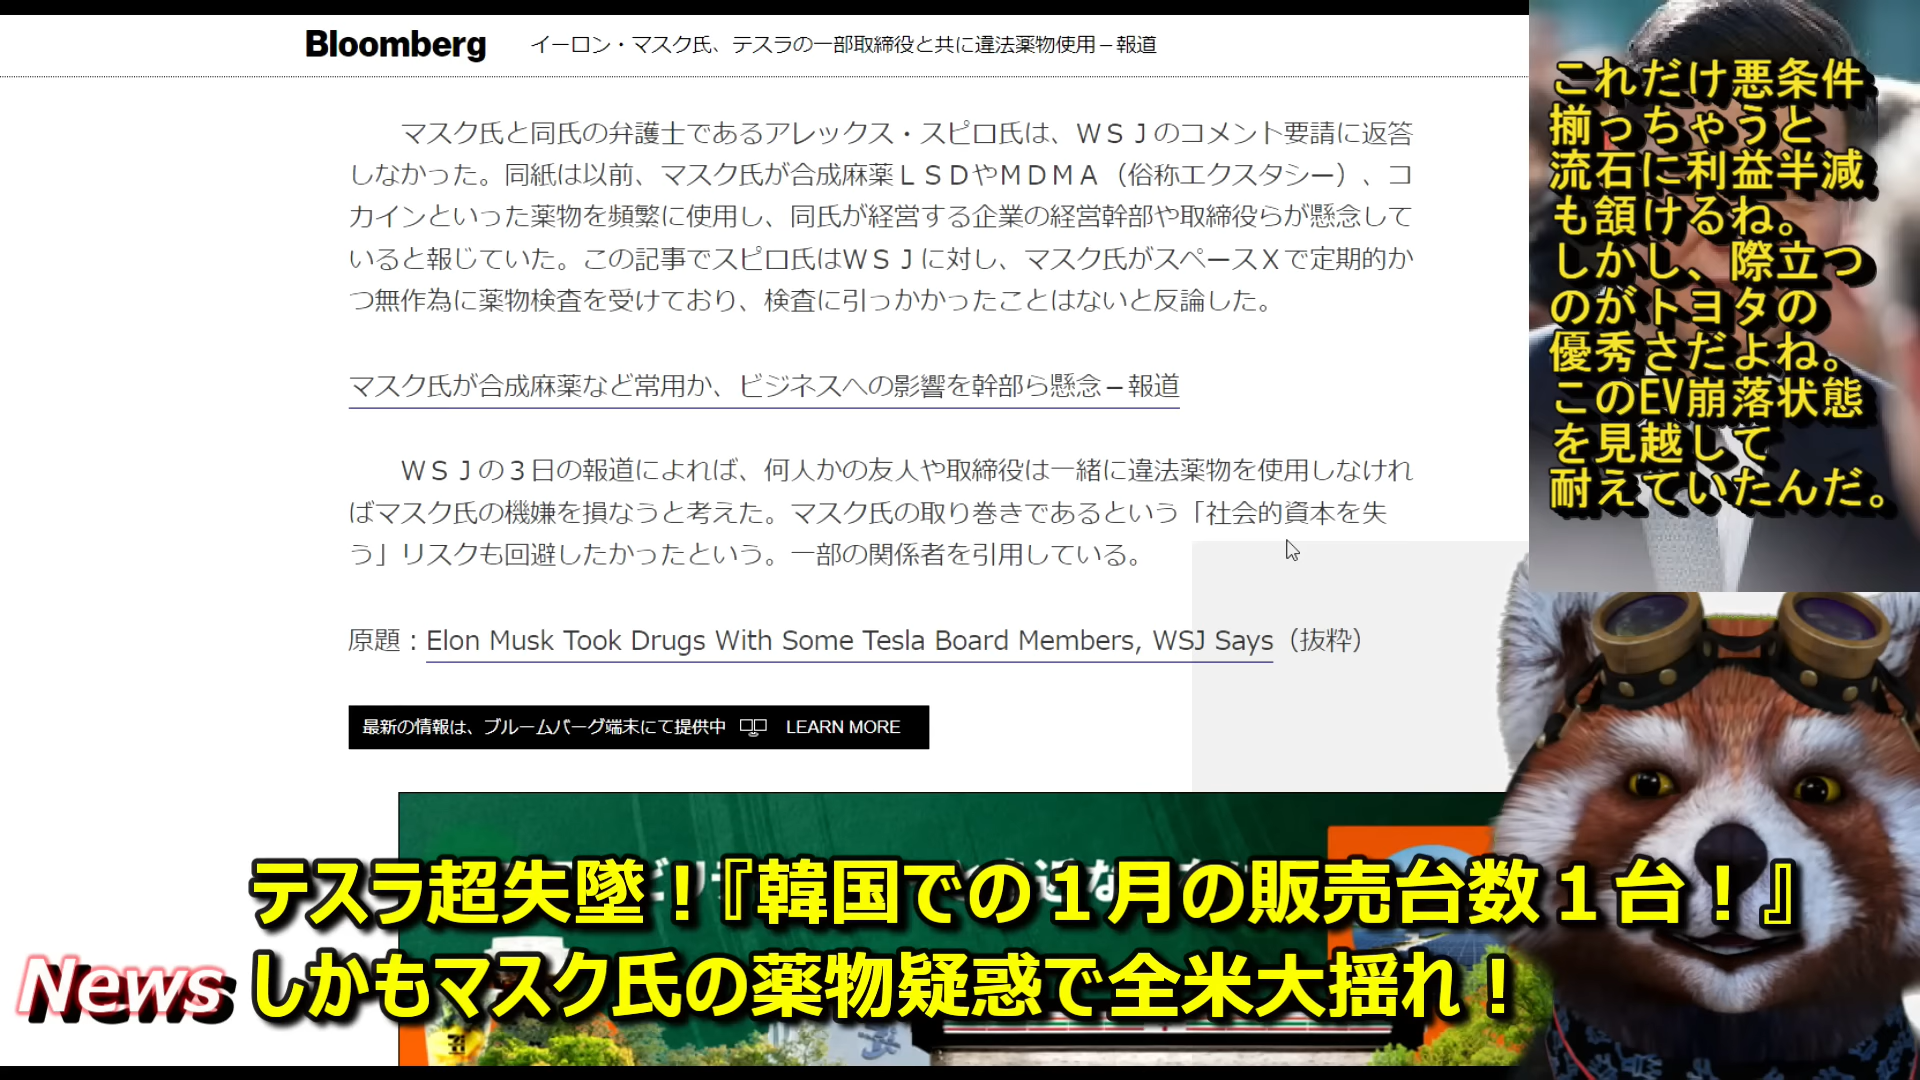 Bloomberg
イーロン・マスク氏、テスラの一部取締役と共に違法薬物使用－報道
マスク氏と同氏の弁護士であるアレックス・スピロ氏は、ＷＳＪのコメント要請に返答
しなかった。同紙は以前、マスク氏が合成麻薬ＬＳＤやＭＤＭＡ（俗称エクスタシー）、コ
カインといった薬物を頻繁に使用し、同氏が経営する企業の経営幹部や取締役らが懸念して
いると報じていた。この記事でスピロ氏はＷＳＪに対し、マスク氏がスペースＸで定期的か
つ無作為に薬物検査を受けており、検査に引っかかったことはないと反論した。
マスク氏が合成麻薬など常用か、ビジネスへの影響を幹部ら懸念－報道
ＷＳＪの３日の報道によれば、何人かの友人や取締役は一緒に違法薬物を使用しなけれ
ばマスク氏の機嫌を損なうと考えた。マスク氏の取り巻きであるという「社会的資本を失
う」リスクも回避したかったという。一部の関係者を引用している。
原題：Elon Musk Took Drugs With Some Tesla Board Members, WSJ Says（抜粋）
最新の情報は、ブルームバーグ端末にて提供中 LEARN MORE
これだけ悪条件
揃っちゃうと
流石に利益半減
も頷けるね。
しかし、際立つ
のがトヨタの
優秀さだよね。
このEV崩落状態
を見越して
耐えていたんだ。
テスラ超失墜！『韓国での１月の販売台数１台！』
News
しかもマスク氏の薬物疑惑で全米大揺れ！